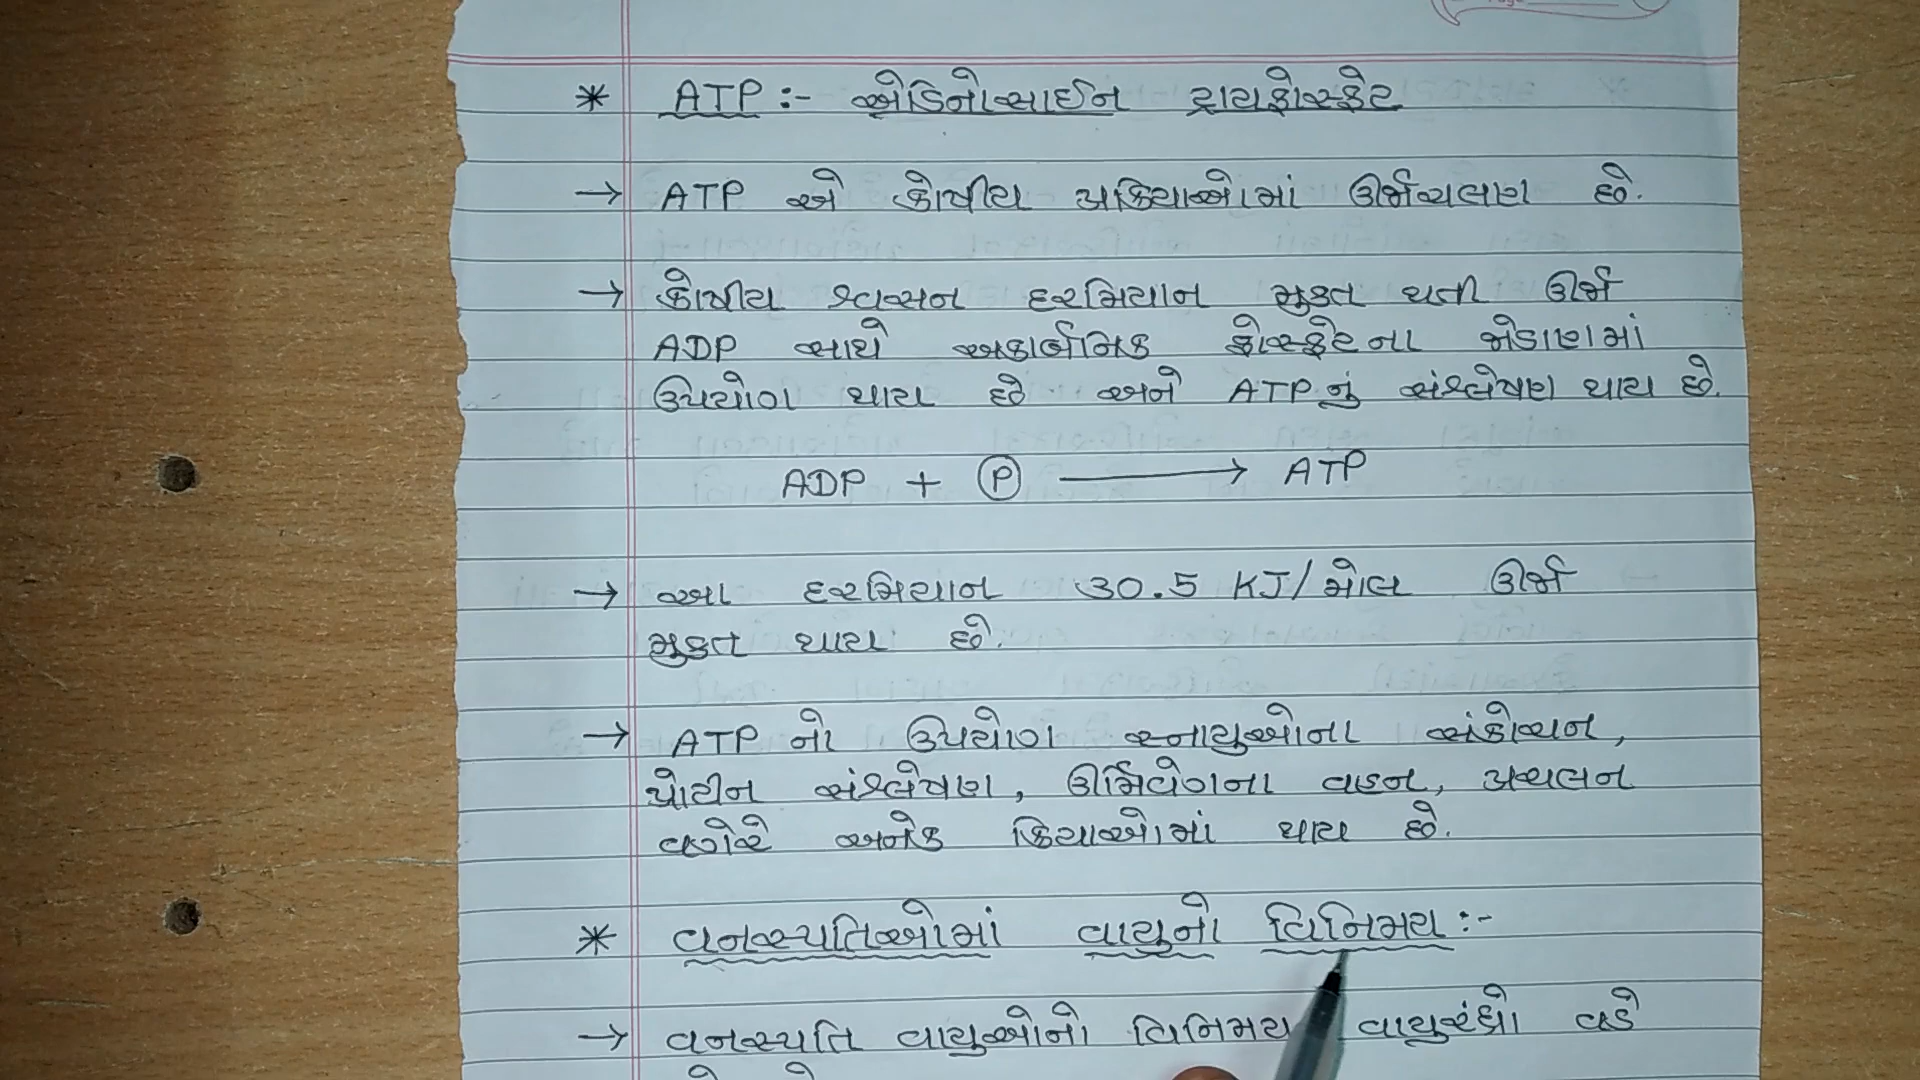 * ATP :- એડિનોસાઈન ટ્રાયફોસ્ફેટ
→ ATP એ કોષીય પ્રક્રિયાઓમાં ઊર્જાચલણ છે.
→ કોષીય શ્વસન દરમિયાન મુક્ત થતી ઊર્જા
ADP સાથે અકાર્બનિક ફોસ્ફેટના જોડાણમાં
ઉપયોગ થાય છે અને ATP નું સંશ્લેષણ થાય છે.
ADP + Ⓟ ⟶ ATP
→ આ દરમિયાન 30.5 KJ/મોલ ઊર્જા
મુક્ત થાય છે.
→ ATP નો ઉપયોગ સ્નાયુઓના સંકોચન,
પ્રોટીન સંશ્લેષણ, ઊર્મિવેગના વહન, પ્રચલન
વગેરે અનેક ક્રિયાઓમાં થાય છે.
* વનસ્પતિઓમાં વાયુનો વિનિમય :-
→ વનસ્પતિ વાયુઓનો વિનિમય વાયુરંધ્રો વડે